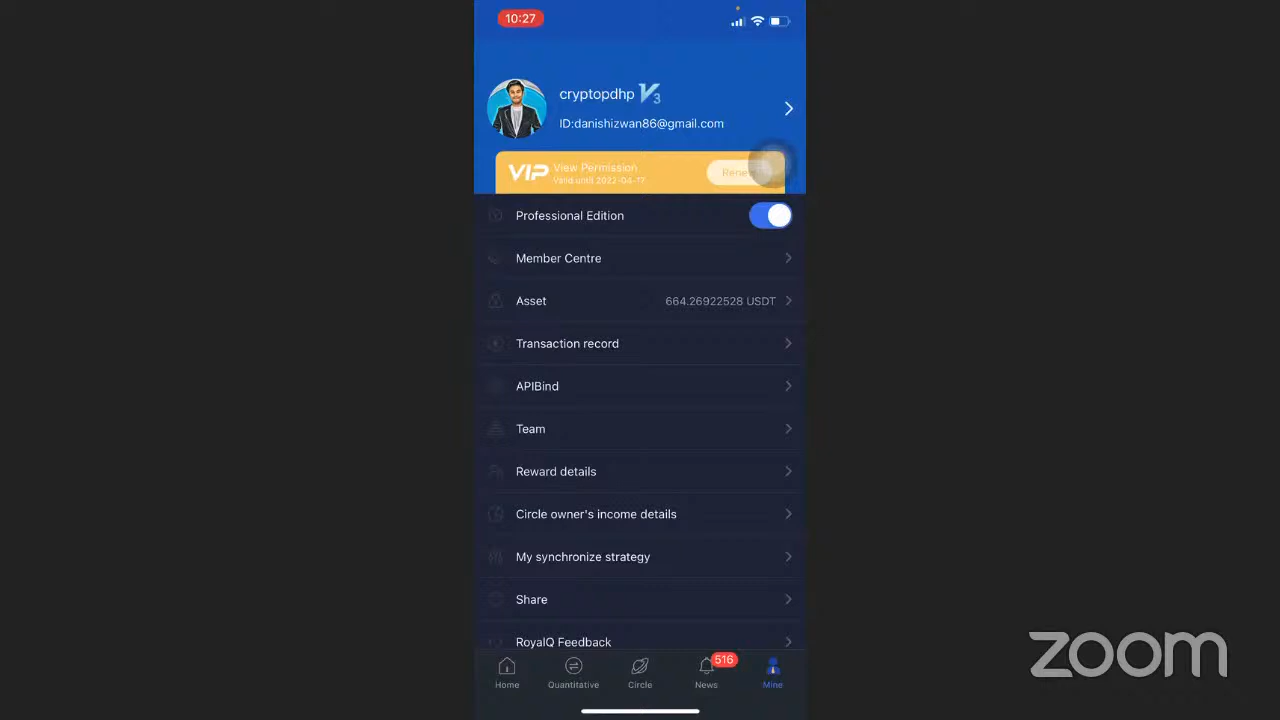 10:27
cryptopdhp V3
ID:danishizwan86@gmail.com
VIP View Permission
Valid until 2022-04-17
Rene
Professional Edition
Member Centre
Asset 664.26922528 USDT
Transaction record
APIBind
Team
Reward details
Circle owner's income details
My synchronize strategy
Share
RoyalQ Feedback
516
Home Quantitative Circle News Mine
zoom